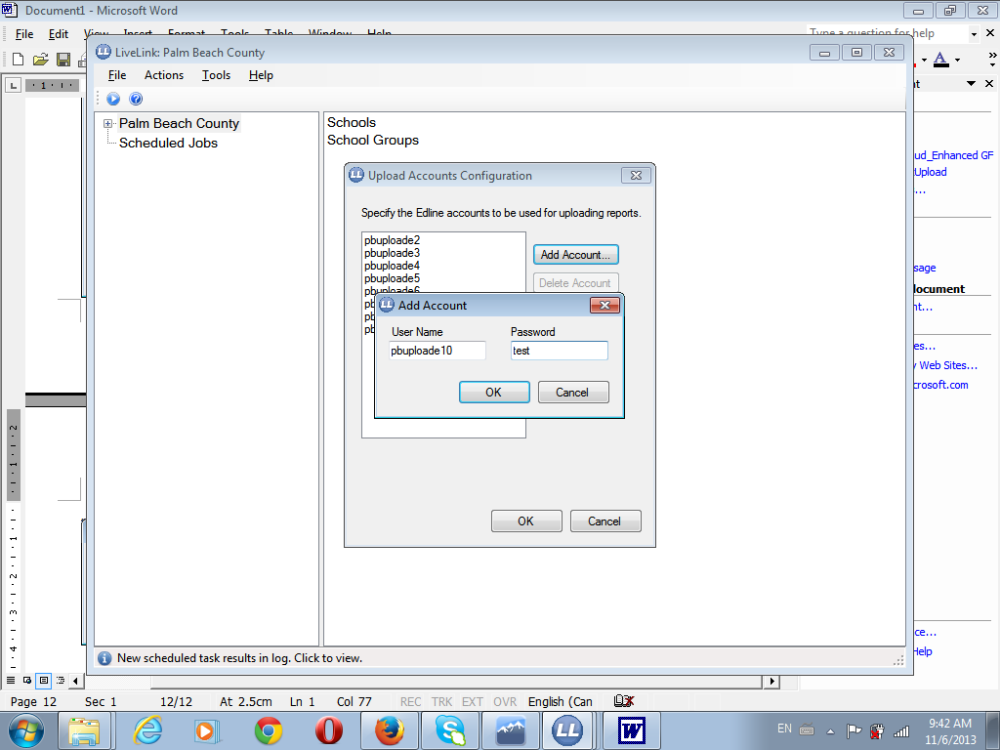 Document1 - Microsoft Word
File Edit View Insert Format Tools Table Window Help
Type a question for help
LiveLink: Palm Beach County
File Actions Tools Help
Palm Beach County
Scheduled Jobs
Schools
School Groups
Upload Accounts Configuration
Specify the Edline accounts to be used for uploading reports.
pbuploade2
pbuploade3
pbuploade4
pbuploade5
pbuploade6
pb
pb
pb
Add Account...
Delete Account
Add Account
User Name Password
pbuploade10 test
OK Cancel
OK Cancel
New scheduled task results in log. Click to view.
nt
ud_Enhanced GF
Upload
...
sage
document
nt...
es...
y Web Sites...
crosoft.com
ce...
Help
Page 12 Sec 1 12/12 At 2.5cm Ln 1 Col 77 REC TRK EXT OVR English (Can
EN
9:42 AM
11/6/2013